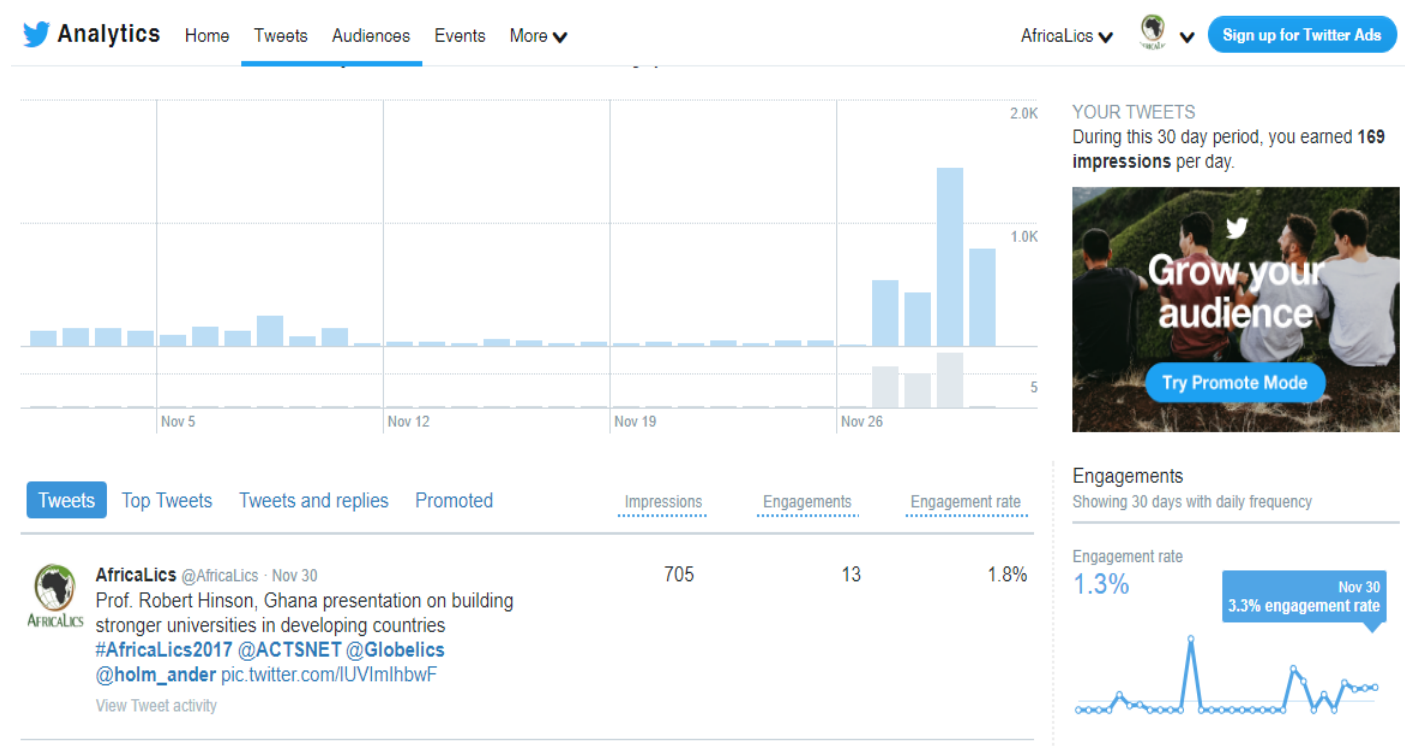 Analytics Home Tweets Audiences Events More
AfricaLics
Sign up for Twitter Ads
2.0K
1.0K
5
Nov 5 Nov 12 Nov 19 Nov 26
YOUR TWEETS
During this 30 day period, you earned 169
impressions per day.
Grow your
audience
Try Promote Mode
Tweets Top Tweets Tweets and replies Promoted
Impressions Engagements Engagement rate
AfricaLics @AfricaLics · Nov 30
705 13 1.8%
Prof. Robert Hinson, Ghana presentation on building
stronger universities in developing countries
#AfricaLics2017 @ACTSNET @Globelics
@holm_ander pic.twitter.com/IUVImIhbwF
View Tweet activity
AFRICALICS
Engagements
Showing 30 days with daily frequency
Engagement rate
1.3%
Nov 30
3.3% engagement rate